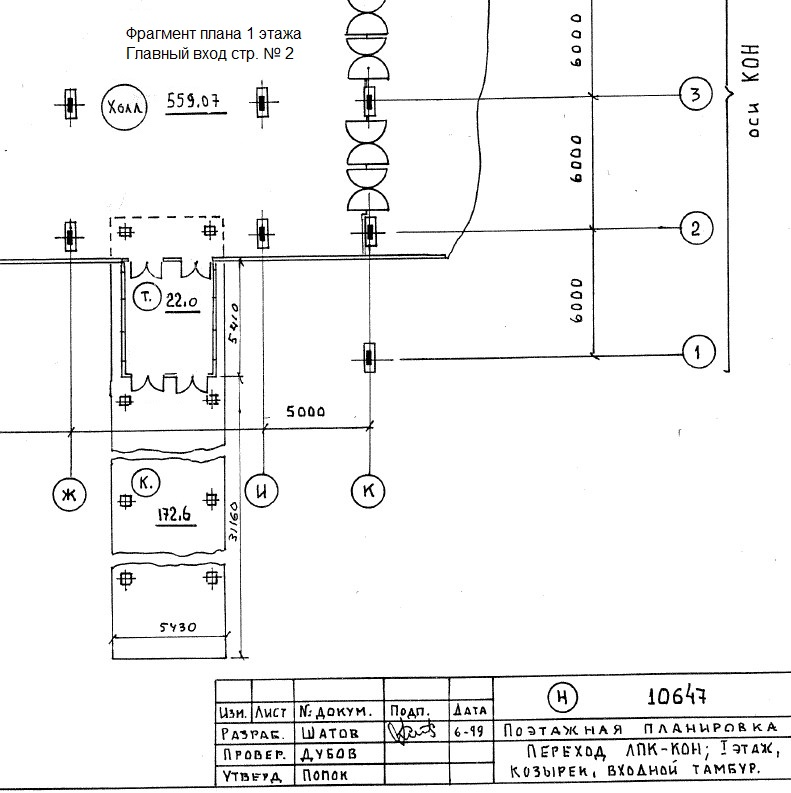 Фрагмент плана 1 этажа
Главный вход стр. № 2
6000
оси КОН
Холл
559.07
3
6000
2
Т.
22.0
5410
6000
1
5000
Ж
И
К
К.
172.6
31160
5430
Н
10647
Изм. Лист № докум. Подп. Дата
Разраб. Шатов 6-99
Провер. Дубов
Утверд Попок
Поэтажная планировка
Переход ЛПК-КОН; I этаж,
козырек, входной тамбур.